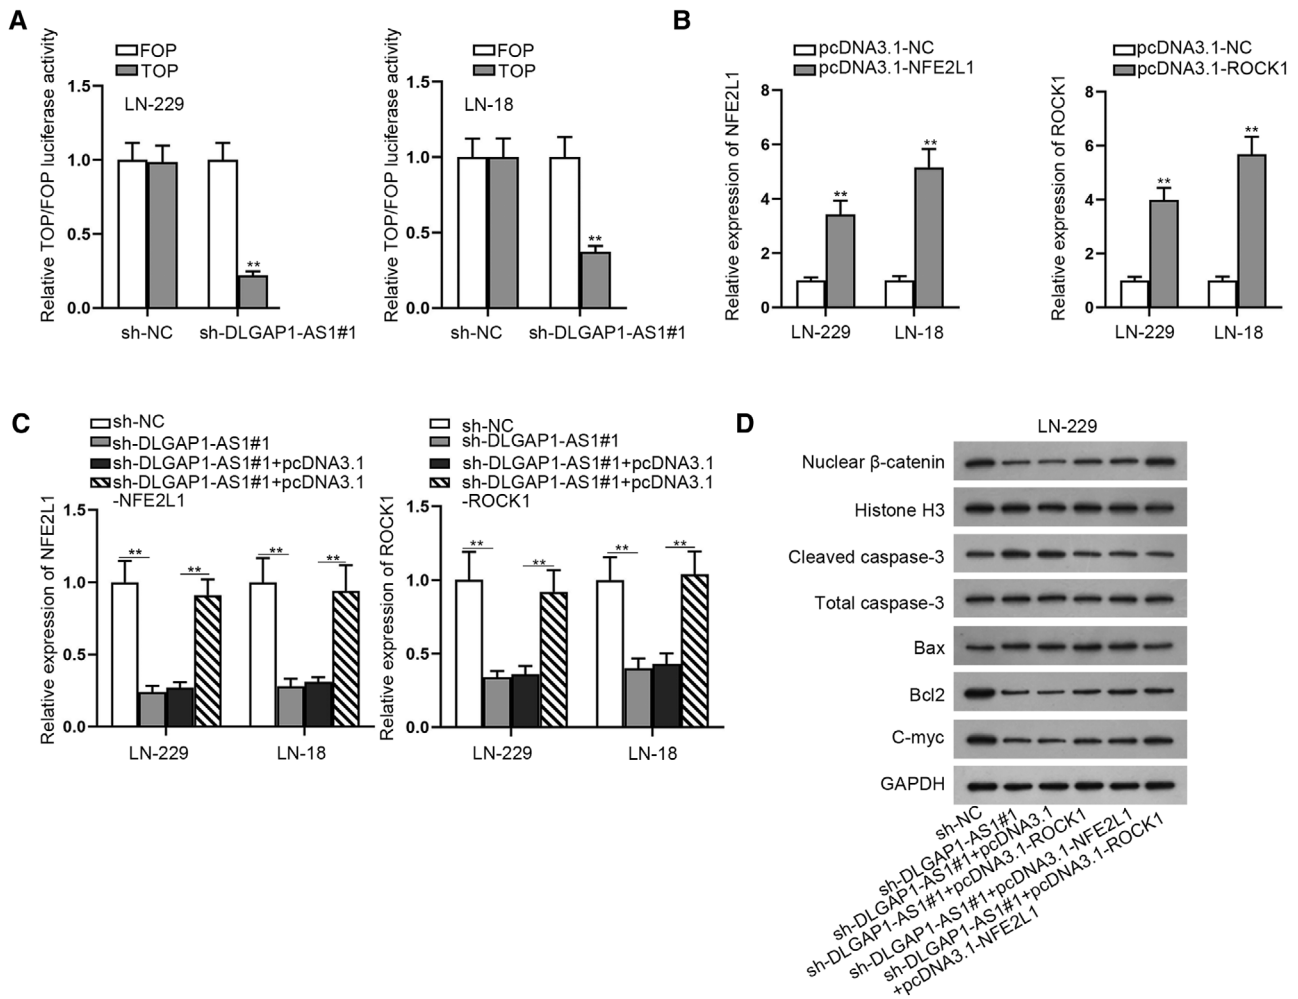 A
FOP
TOP
LN-229
Relative TOP/FOP luciferase activity
1.5
1.0
0.5
0.0
sh-NC
sh-DLGAP1-AS1#1
FOP
TOP
LN-18
Relative TOP/FOP luciferase activity
1.5
1.0
0.5
0.0
sh-NC
sh-DLGAP1-AS1#1
**
**
B
pcDNA3.1-NC
pcDNA3.1-NFE2L1
Relative expression of NFE2L1
8
6
4
2
0
**
**
LN-229
LN-18
pcDNA3.1-NC
pcDNA3.1-ROCK1
Relative expression of ROCK1
8
6
4
2
0
**
**
LN-229
LN-18
C
sh-NC
sh-DLGAP1-AS1#1
sh-DLGAP1-AS1#1+pcDNA3.1
sh-DLGAP1-AS1#1+pcDNA3.1
-NFE2L1
Relative expression of NFE2L1
1.5
1.0
0.5
0.0
**
**
**
**
LN-229
LN-18
sh-NC
sh-DLGAP1-AS1#1
sh-DLGAP1-AS1#1+pcDNA3.1
sh-DLGAP1-AS1#1+pcDNA3.1
-ROCK1
Relative expression of ROCK1
1.5
1.0
0.5
0.0
**
**
**
**
LN-229
LN-18
D
LN-229
Nuclear β-catenin
Histone H3
Cleaved caspase-3
Total caspase-3
Bax
Bcl2
C-myc
GAPDH
sh-NC
sh-DLGAP1-AS1#1
sh-DLGAP1-AS1#1+pcDNA3.1
sh-DLGAP1-AS1#1+pcDNA3.1-ROCK1
sh-DLGAP1-AS1#1+pcDNA3.1-NFE2L1
sh-DLGAP1-AS1#1+pcDNA3.1-ROCK1
+pcDNA3.1-NFE2L1